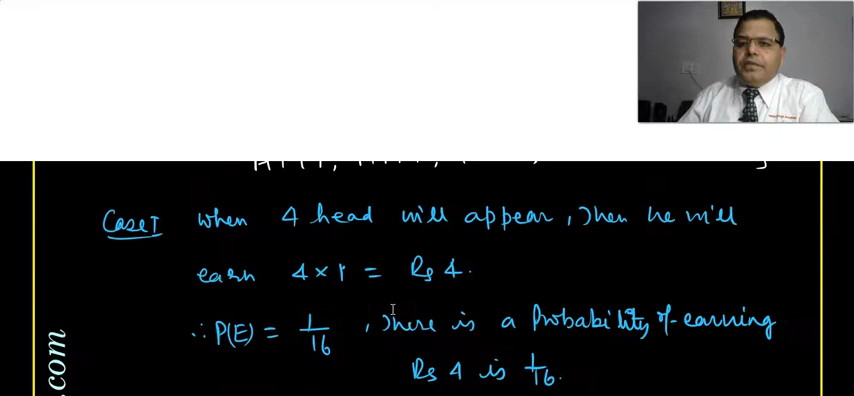 Case I when 4 head will appear, then he will
earn 4 × 1 = Rs 4.
∴ P(E) = 1/16, there is a Probability of earning
Rs 4 is 1/16.
.com